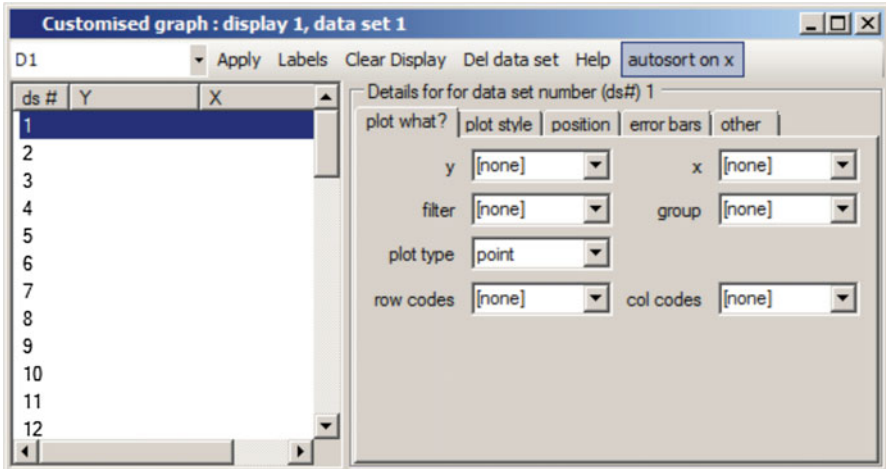 Customised graph : display 1, data set 1
D1 Apply Labels Clear Display Del data set Help autosort on x
ds # Y X
1
2
3
4
5
6
7
8
9
10
11
12
Details for for data set number (ds#) 1
plot what? plot style position error bars other
y [none] x [none]
filter [none] group [none]
plot type point
row codes [none] col codes [none]